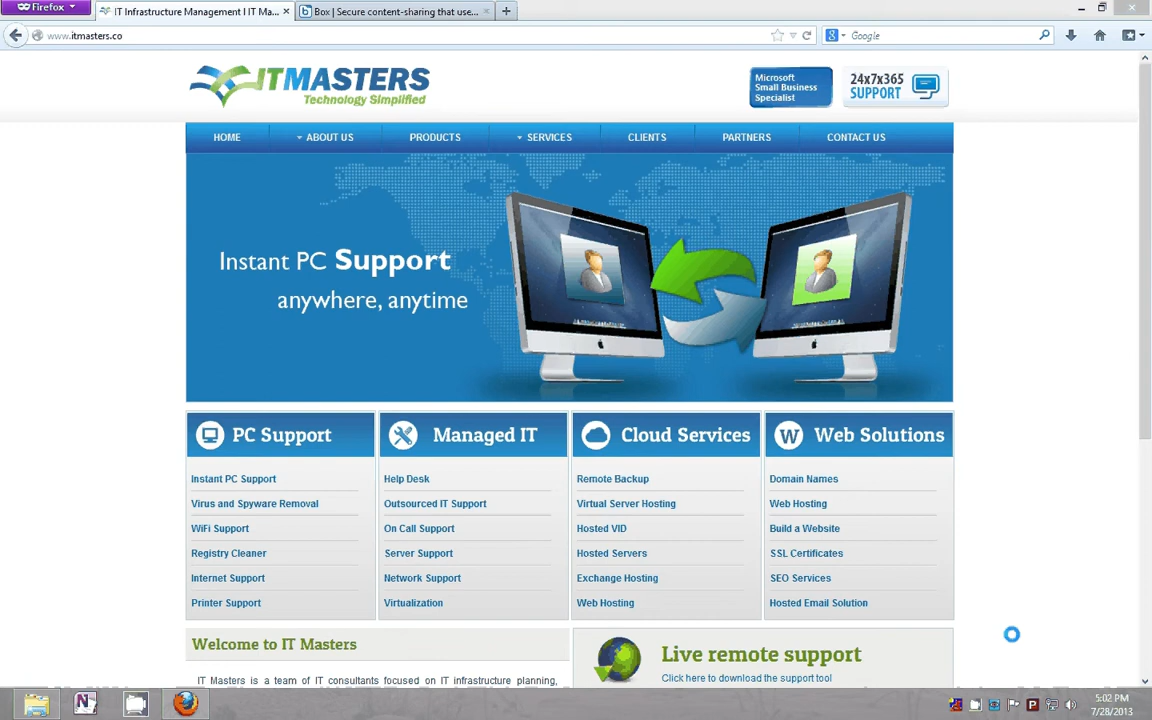 Firefox
IT Infrastructure Management I IT Ma...
Box | Secure content-sharing that use...
www.itmasters.co
Google
ITMASTERS
Technology Simplified
Microsoft
Small Business
Specialist
24x7x365
SUPPORT
HOME
ABOUT US
PRODUCTS
SERVICES
CLIENTS
PARTNERS
CONTACT US
Instant PC Support
anywhere, anytime
PC Support
Instant PC Support
Virus and Spyware Removal
WiFi Support
Registry Cleaner
Internet Support
Printer Support
Managed IT
Help Desk
Outsourced IT Support
On Call Support
Server Support
Network Support
Virtualization
Cloud Services
Remote Backup
Virtual Server Hosting
Hosted VID
Hosted Servers
Exchange Hosting
Web Hosting
W Web Solutions
Domain Names
Web Hosting
Build a Website
SSL Certificates
SEO Services
Hosted Email Solution
Welcome to IT Masters
IT Masters is a team of IT consultants focused on IT infrastructure planning,
Live remote support
Click here to download the support tool
5:02 PM
7/28/2013